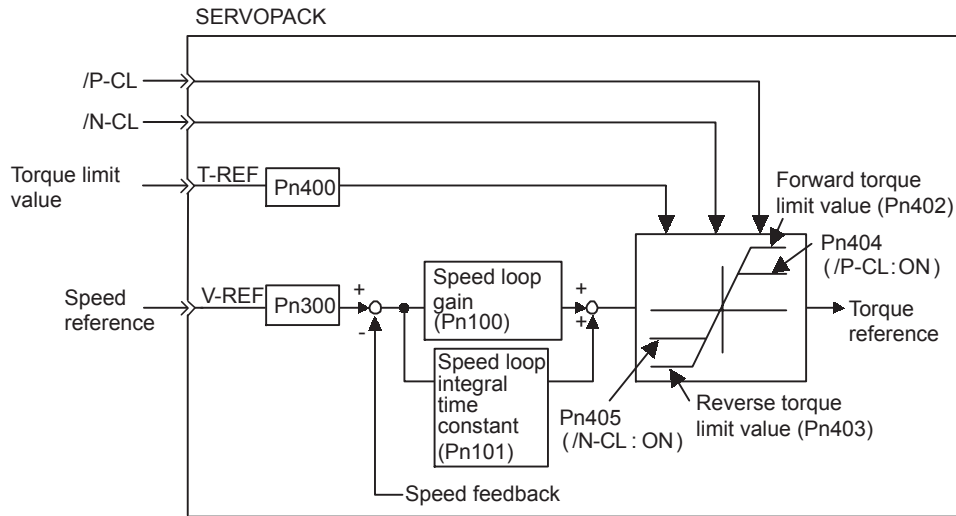 SERVOPACK
/P-CL
/N-CL
Torque limit
value
T-REF
Pn400
Forward torque
limit value (Pn402)
Pn404
(/P-CL: ON)
Speed
reference
V-REF
Pn300
+
-
Speed loop
gain
(Pn100)
+
+
Torque
reference
Speed loop
integral
time
constant
(Pn101)
Pn405
(/N-CL: ON)
Reverse torque
limit value (Pn403)
Speed feedback